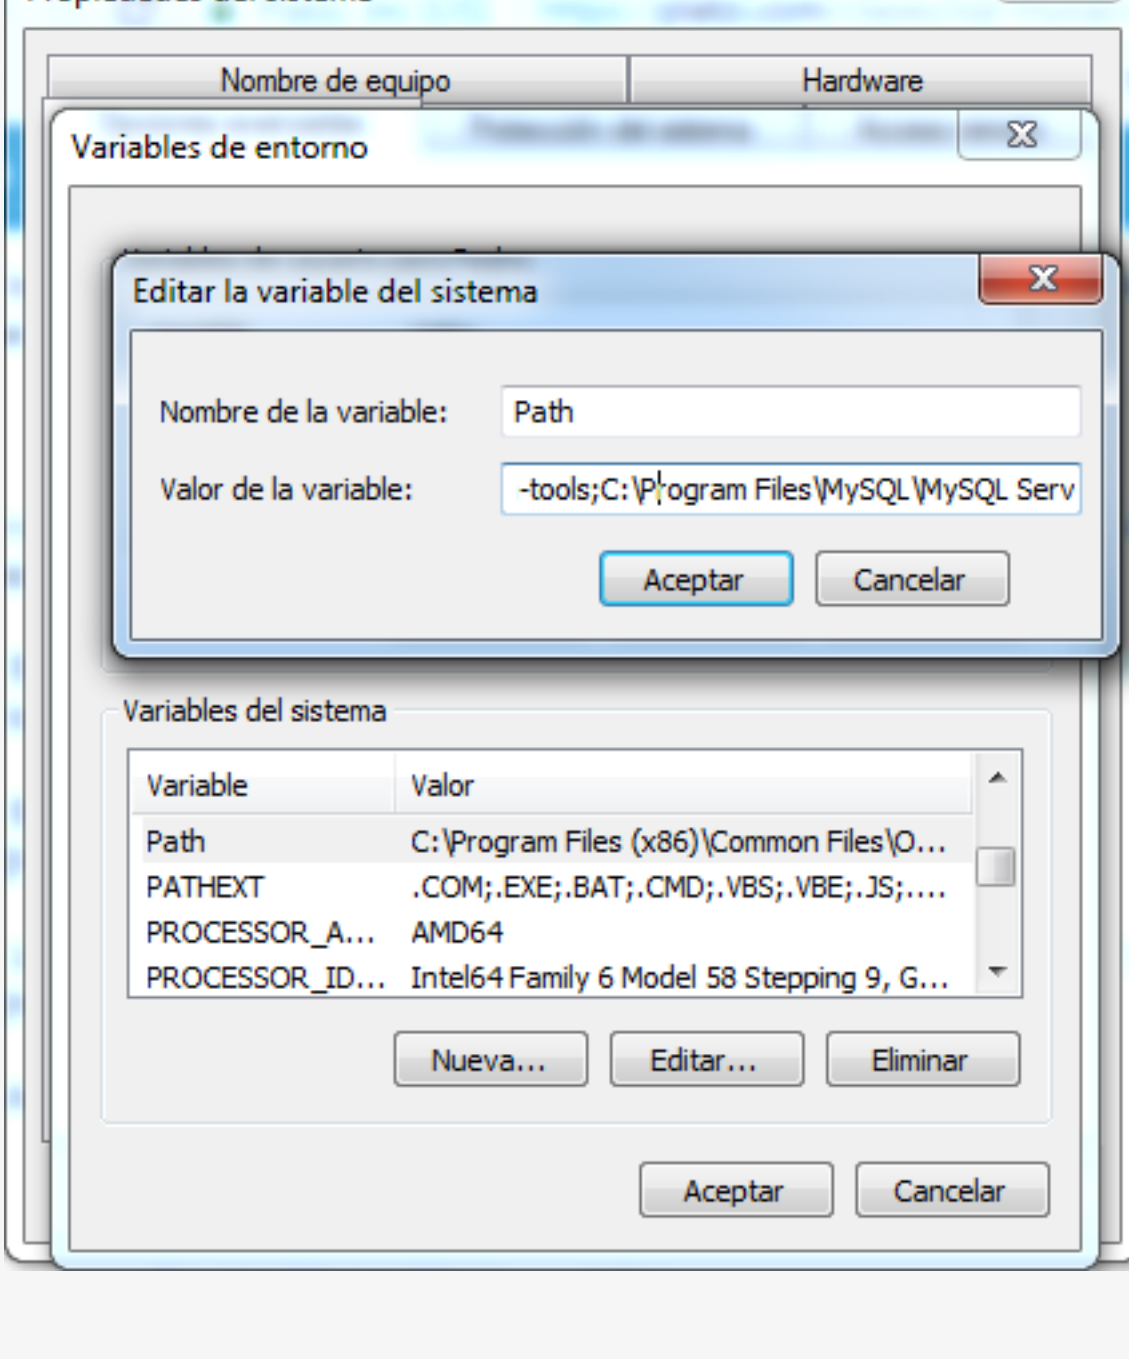 Nombre de equipo
Hardware
Variables de entorno
Editar la variable del sistema
Nombre de la variable:
Path
Valor de la variable:
-tools;C:\Program Files\MySQL\MySQL Serv
Aceptar
Cancelar
Variables del sistema
Variable
Valor
Path
C:\Program Files (x86)\Common Files\O...
PATHEXT
.COM;.EXE;.BAT;.CMD;.VBS;.VBE;.JS;....
PROCESSOR_A...
AMD64
PROCESSOR_ID...
Intel64 Family 6 Model 58 Stepping 9, G...
Nueva...
Editar...
Eliminar
Aceptar
Cancelar